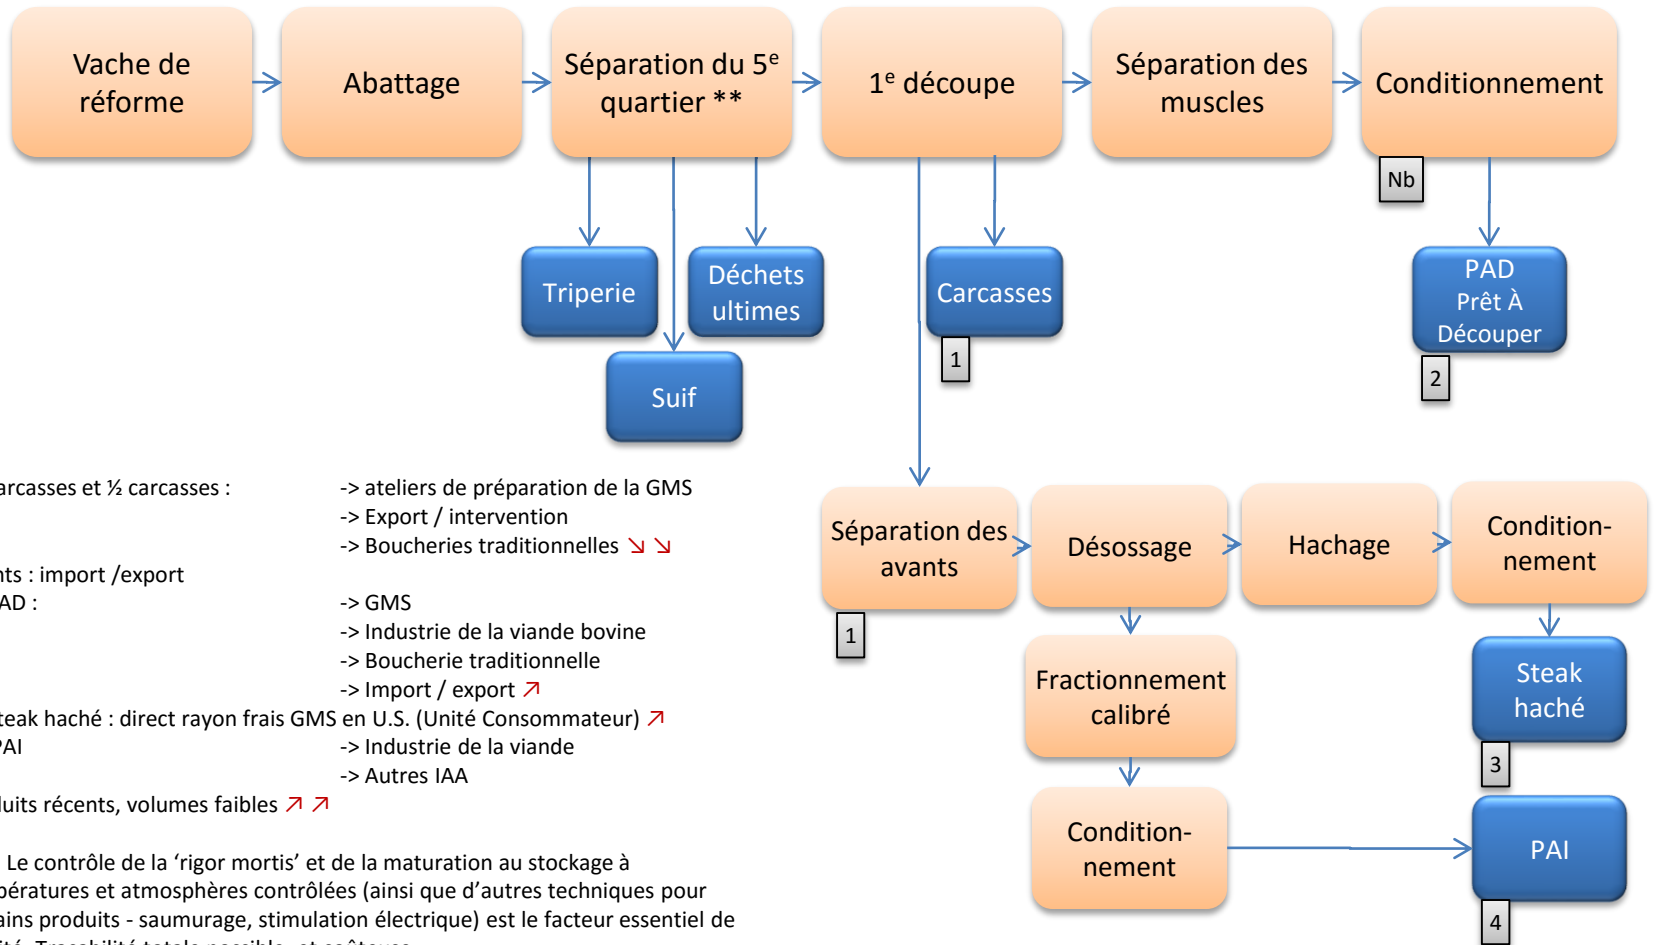 Vache de
réforme
Abattage
Séparation du 5e
quartier **
1e découpe
Séparation des
muscles
Conditionnement
Nb
Triperie
Déchets
ultimes
Carcasses
PAD
Prêt À
Découper
1
2
Suif
arcasses et ½ carcasses : -> ateliers de préparation de la GMS
-> Export / intervention
-> Boucheries traditionnelles ↘ ↘
nts : import /export
AD : -> GMS
-> Industrie de la viande bovine
-> Boucherie traditionnelle
-> Import / export ↗
teak haché : direct rayon frais GMS en U.S. (Unité Consommateur) ↗
PAI -> Industrie de la viande
-> Autres IAA
duits récents, volumes faibles ↗ ↗
Le contrôle de la ‘rigor mortis’ et de la maturation au stockage à
pératures et atmosphères contrôlées (ainsi que d’autres techniques pour
ains produits - saumurage, stimulation électrique) est le facteur essentiel de
Séparation des
avants
Désossage
Hachage
Condition-
nement
1
Fractionnement
calibré
Steak
haché
3
Condition-
nement
PAI
4